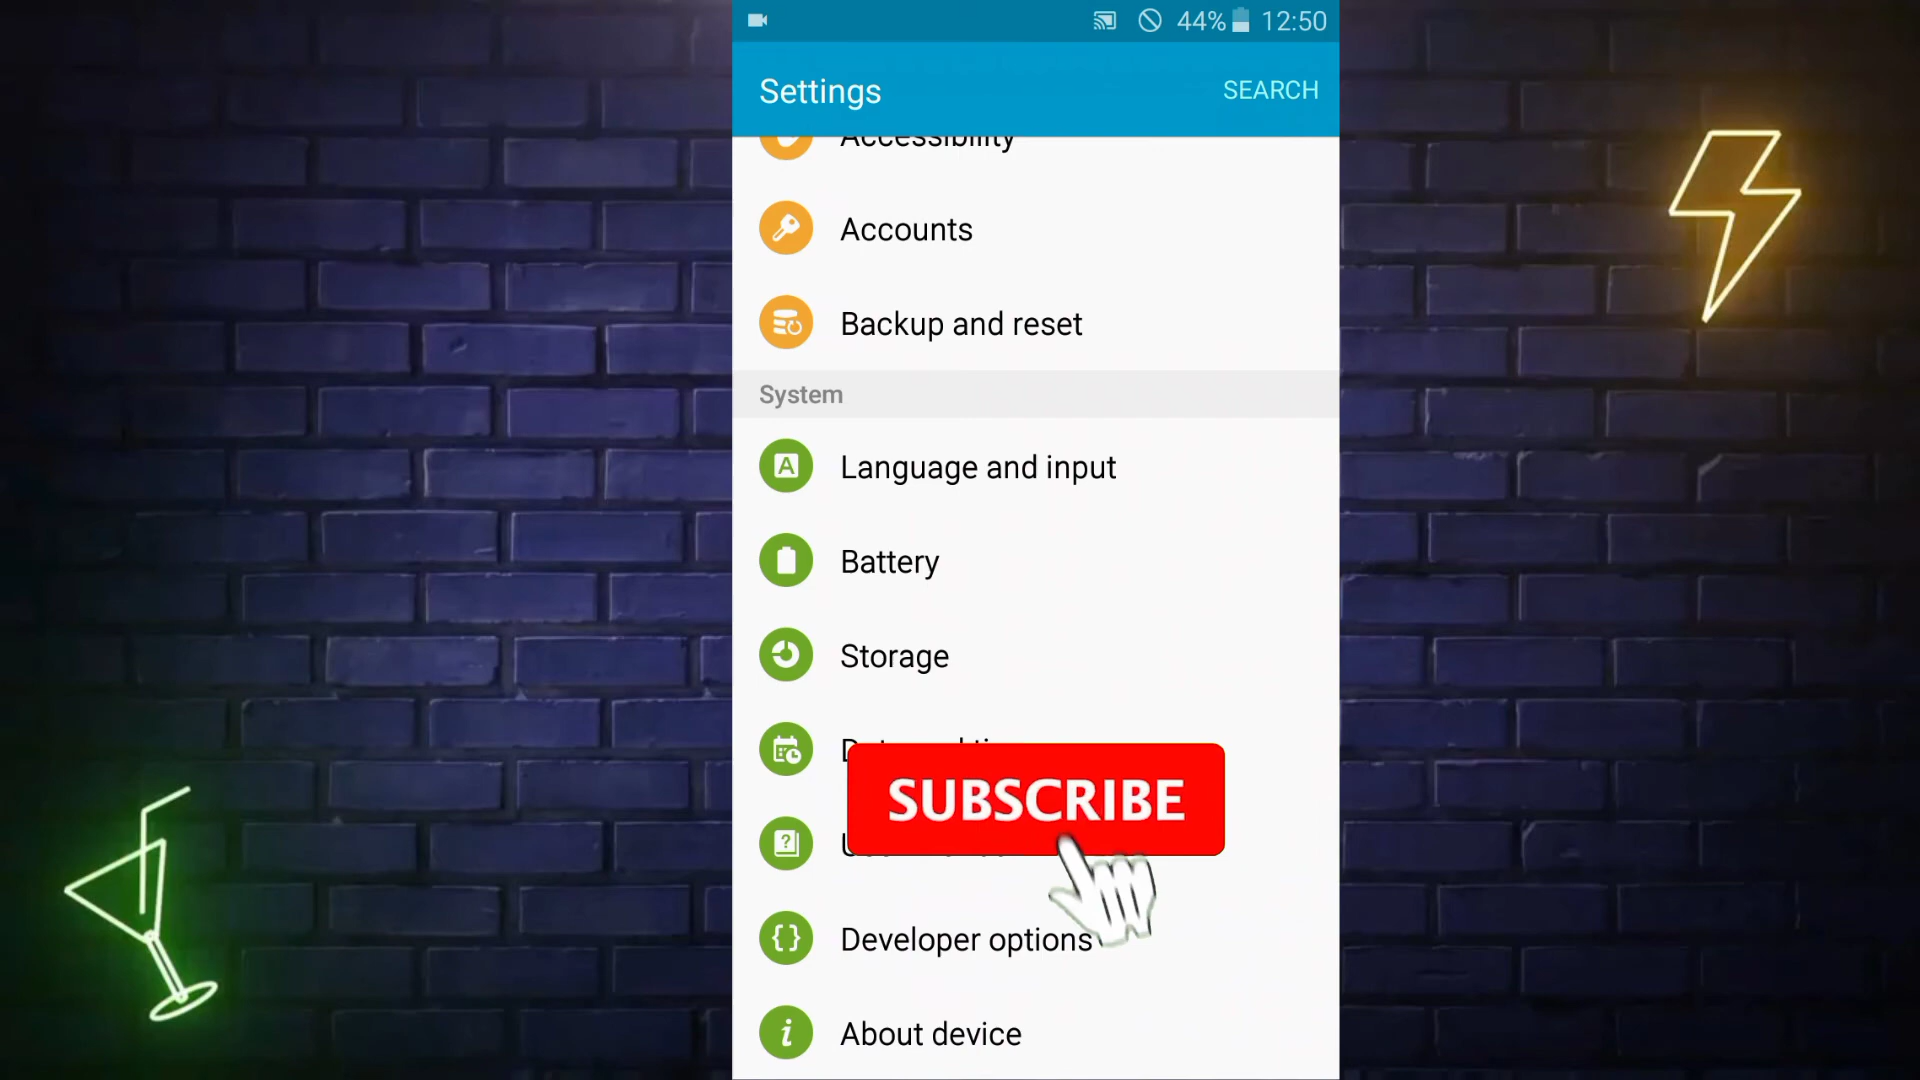 44% 12:50
Settings SEARCH
Accessibility
Accounts
Backup and reset
System
Language and input
Battery
Storage
SUBSCRIBE
Developer options
About device